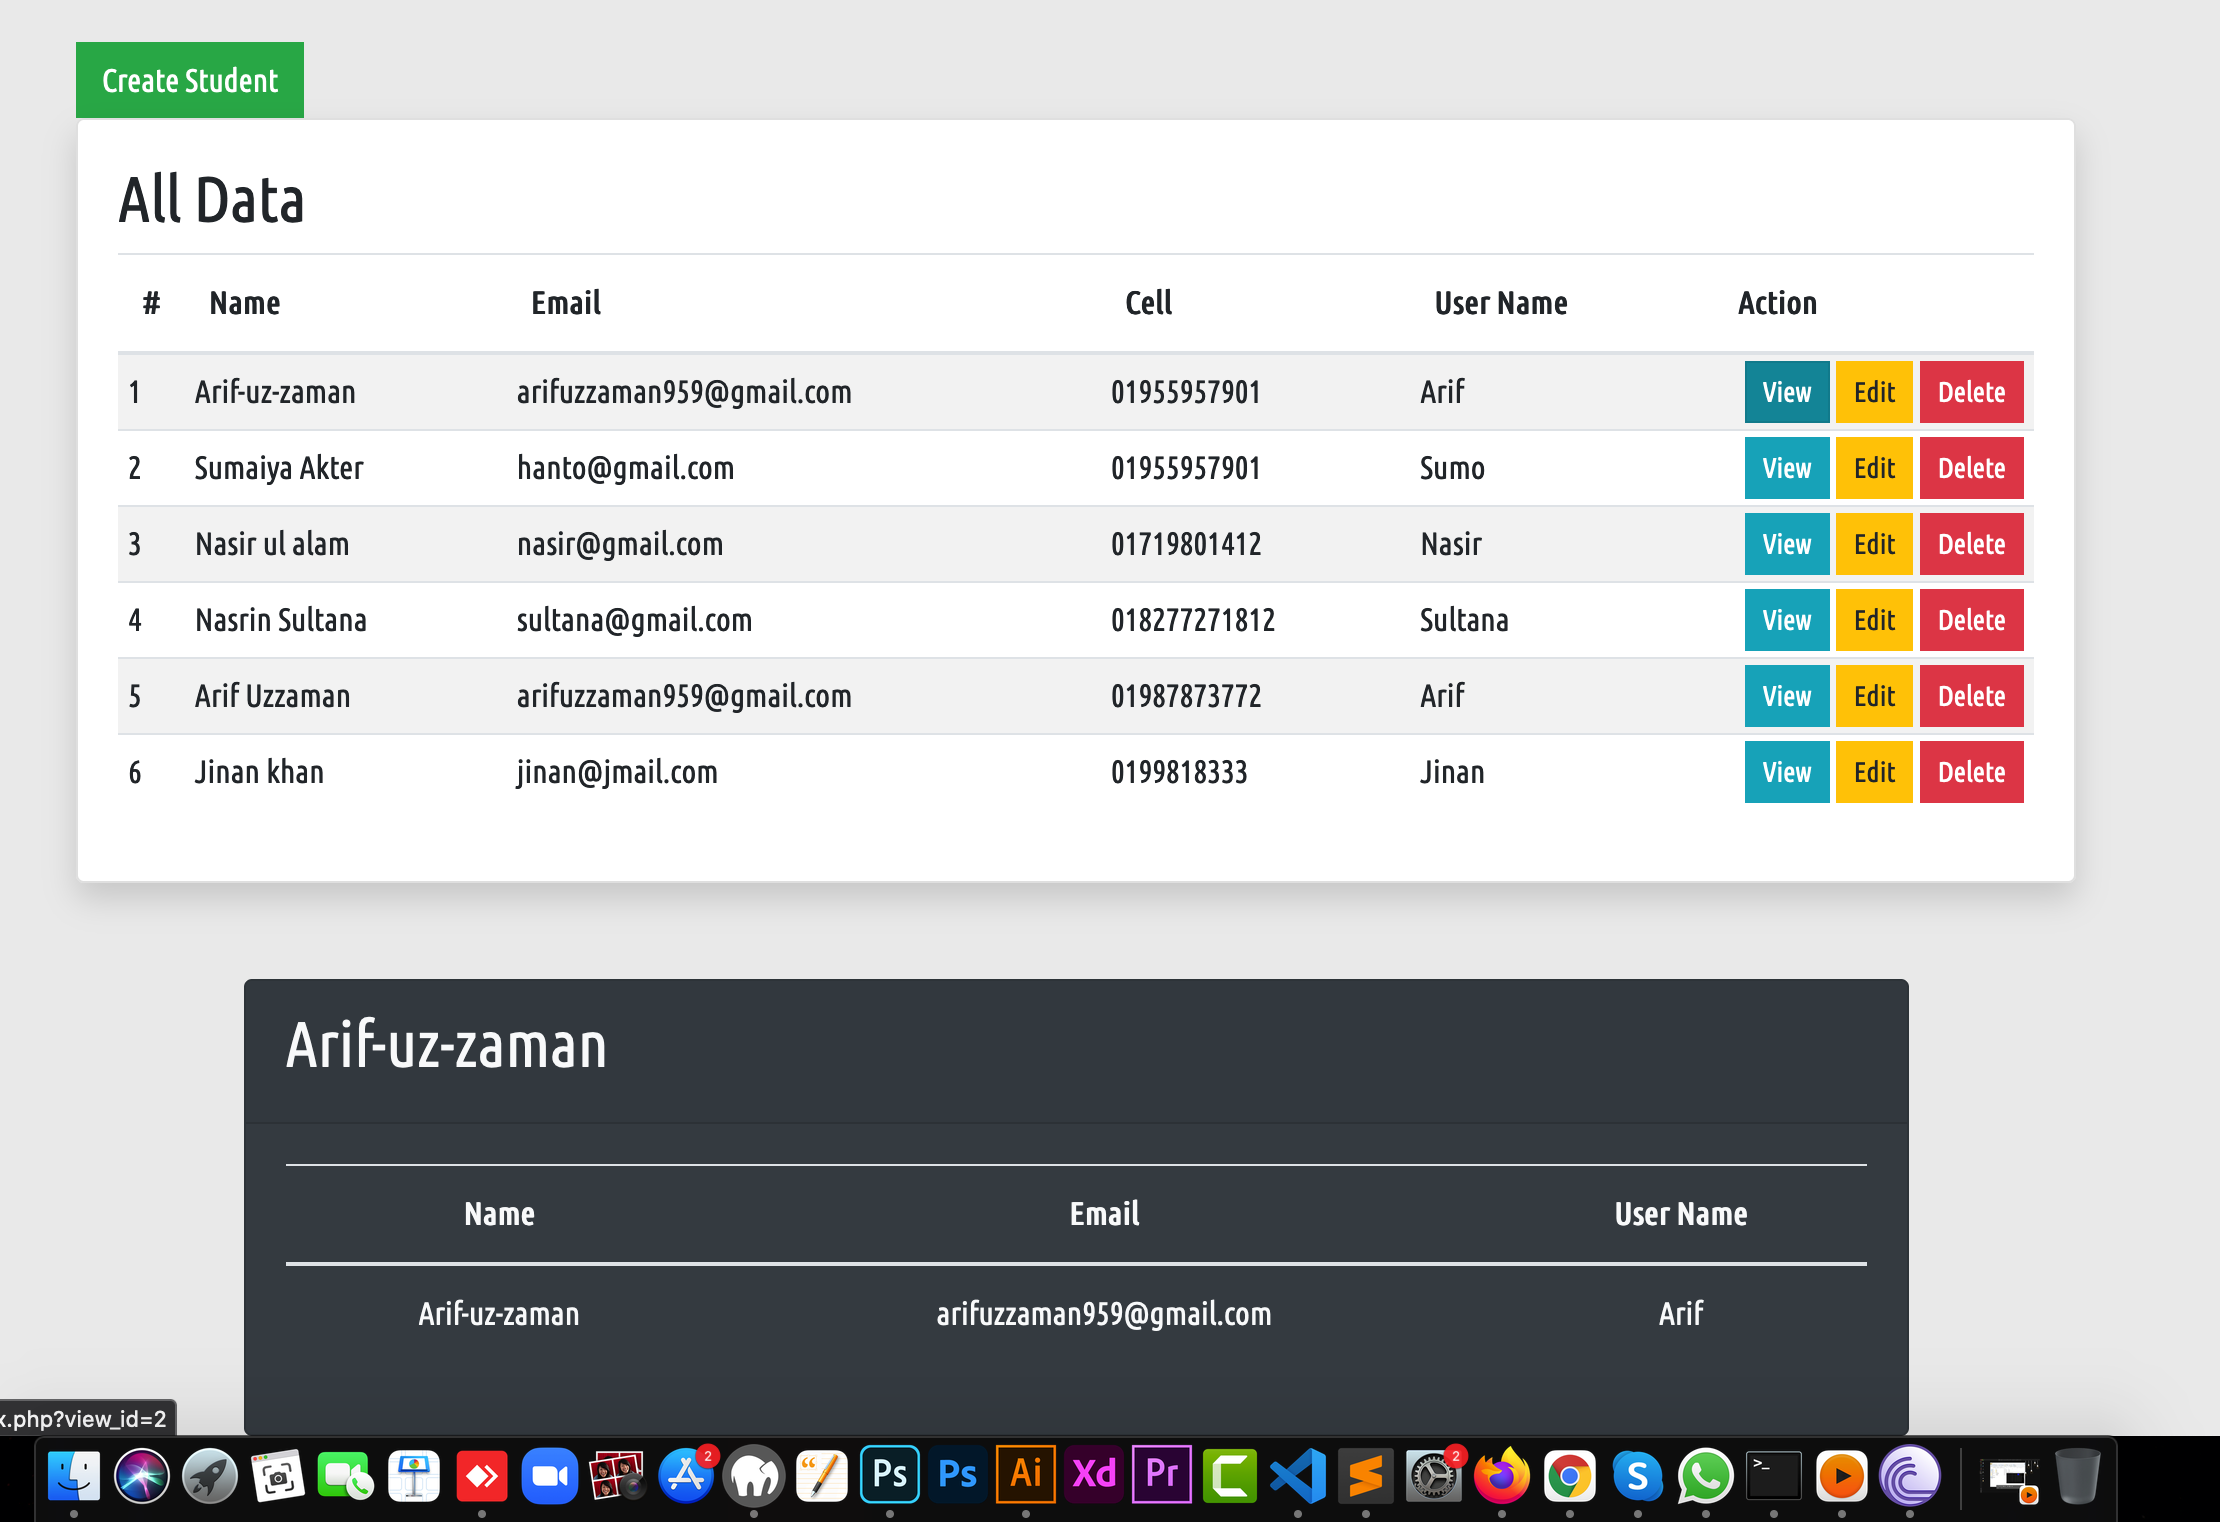 Create Student
All Data
# Name Email Cell User Name Action
1 Arif-uz-zaman arifuzzaman959@gmail.com 01955957901 Arif View Edit Delete
2 Sumaiya Akter hanto@gmail.com 01955957901 Sumo View Edit Delete
3 Nasir ul alam nasir@gmail.com 01719801412 Nasir View Edit Delete
4 Nasrin Sultana sultana@gmail.com 018277271812 Sultana View Edit Delete
5 Arif Uzzaman arifuzzaman959@gmail.com 01987873772 Arif View Edit Delete
6 Jinan khan jinan@jmail.com 0199818333 Jinan View Edit Delete
Arif-uz-zaman
Name Email User Name
Arif-uz-zaman arifuzzaman959@gmail.com Arif
x.php?view_id=2
2 Ps Ps Ai Xd Pr 2 S >_